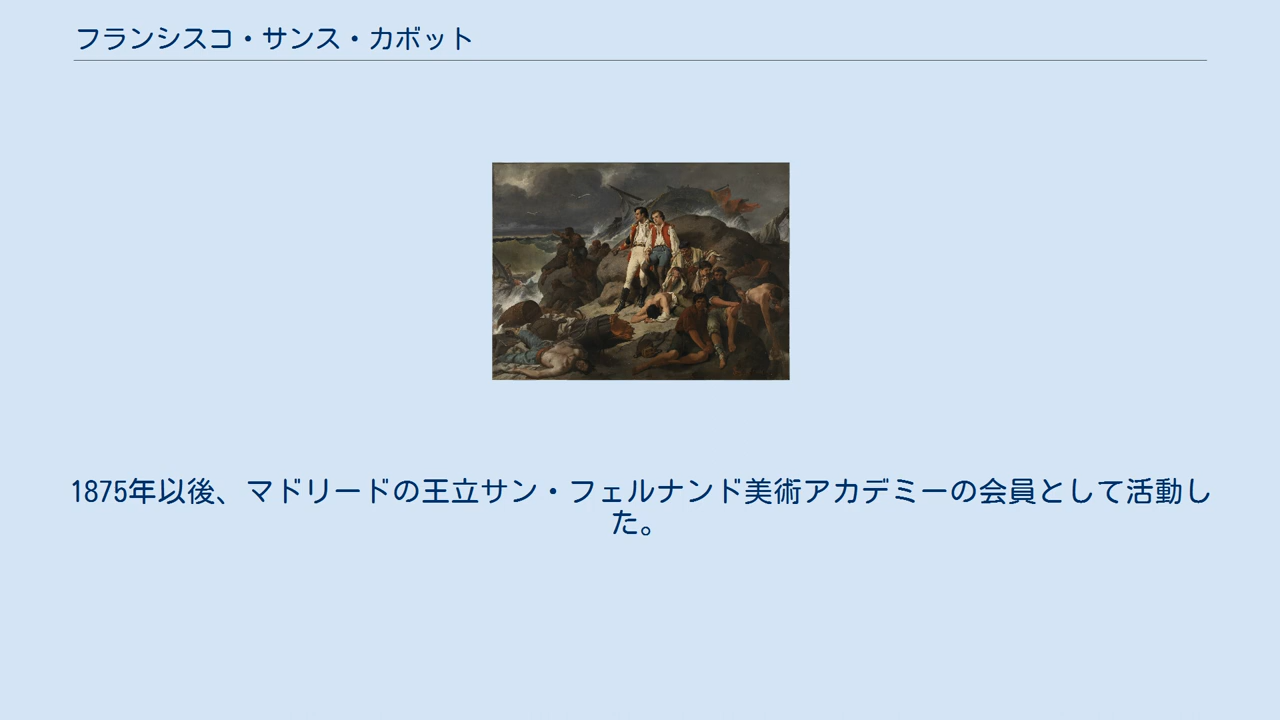 フランシスコ・サンス・カボット
1875年以後、マドリードの王立サン・フェルナンド美術アカデミーの会員として活動し
た。